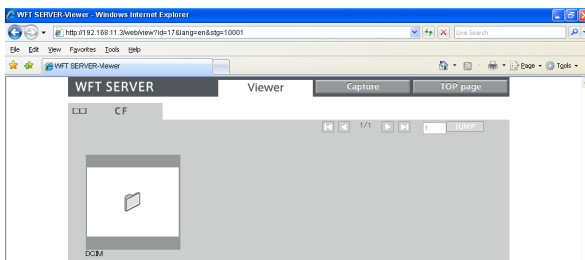 WFT SERVER-Viewer - Windows Internet Explorer
http://192.168.11.3/web/view?id=17&lang=en&stg=10001
Live Search
File Edit View Favorites Tools Help
WFT SERVER-Viewer
Page Tools
WFT SERVER Viewer Capture TOP page
CF
1/1 1 JUMP
DCIM